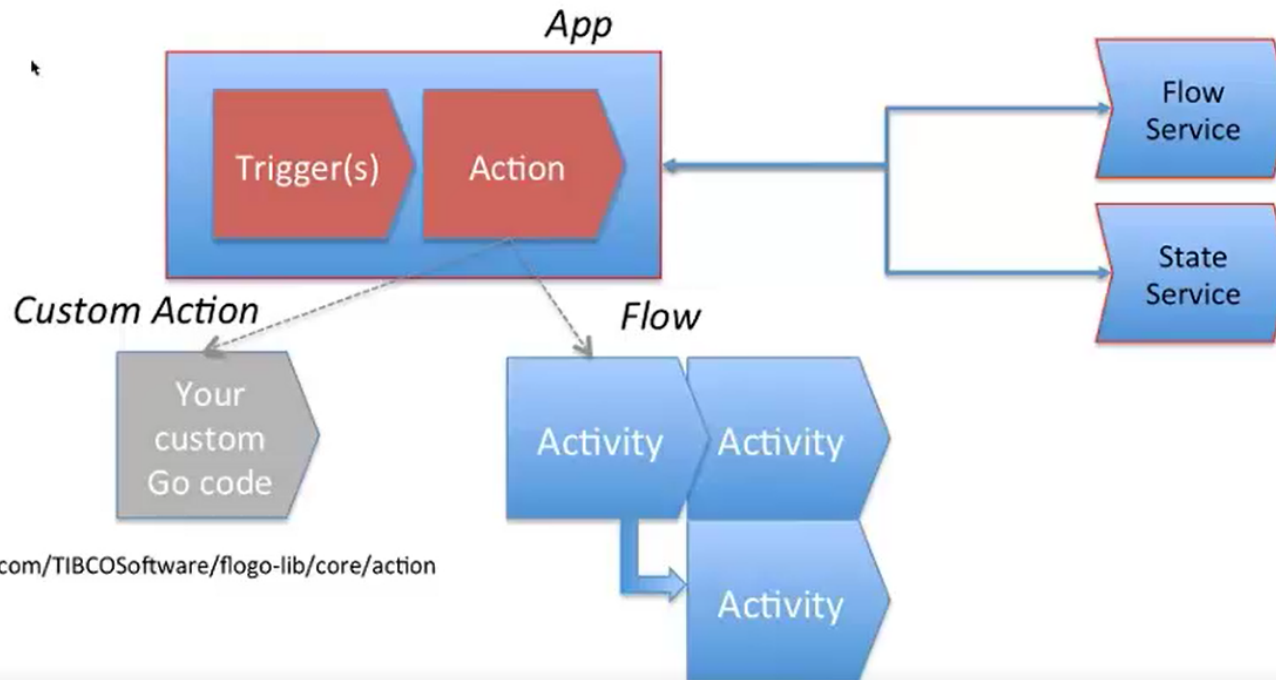 App
Trigger(s)
Action
Flow
Service
State
Service
Custom Action
Flow
Your
custom
Go code
Activity
Activity
Activity
com/TIBCOSoftware/flogo-lib/core/action